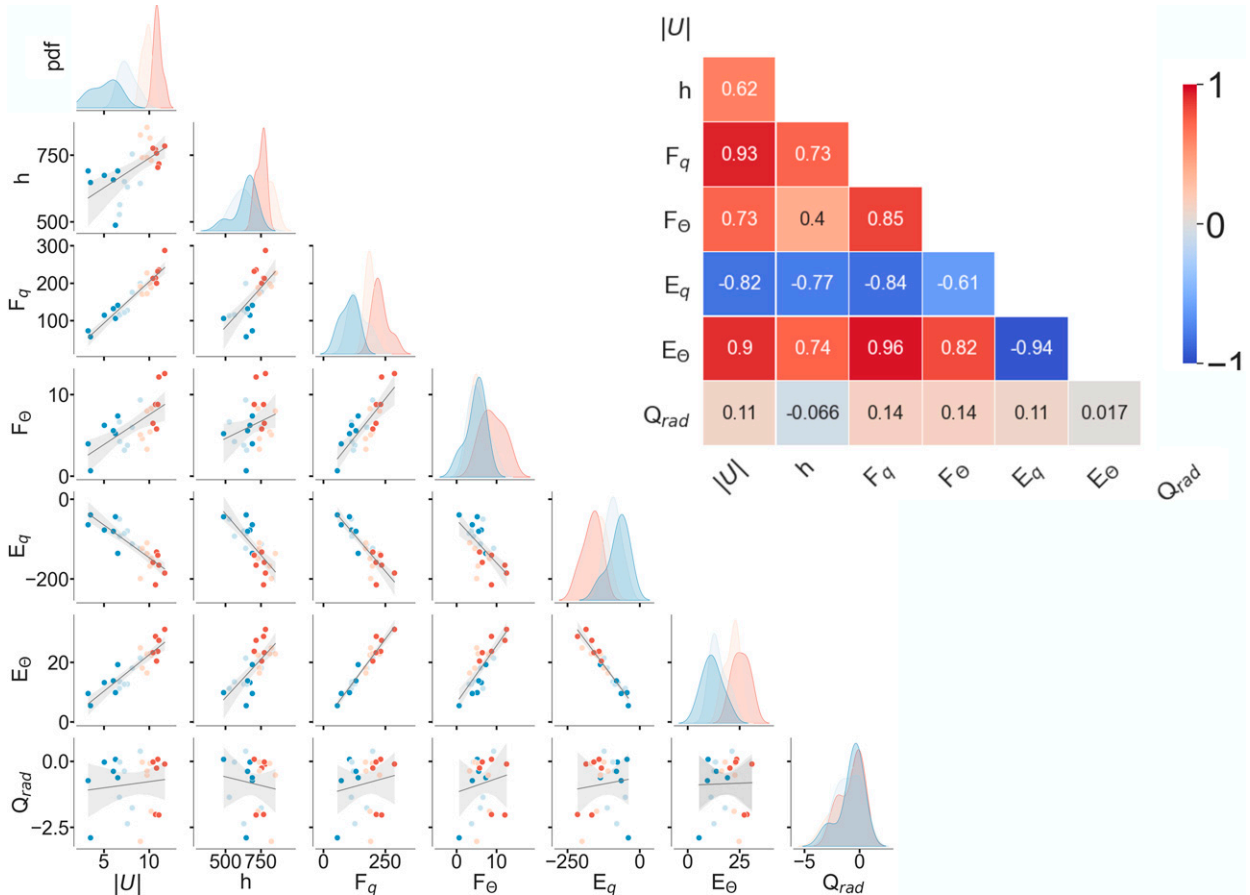 |U|
pdf
h
0.62
1
750
500
h
F_q
0.93
0.73
F_Θ
0.73
0.4
0.85
0
300
200
100
F_q
E_q
-0.82
-0.77
-0.84
-0.61
E_Θ
0.9
0.74
0.96
0.82
-0.94
−1
10
0
F_Θ
Q_rad
0.11
-0.066
0.14
0.14
0.11
0.017
|U|
h
F_q
F_Θ
E_q
E_Θ
Q_rad
0
−200
E_q
20
0
E_Θ
0.0
−2.5
Q_rad
5 10
500 750
0 250
0 10
−250 0
0 25
−5 0
|U|
h
F_q
F_Θ
E_q
E_Θ
Q_rad